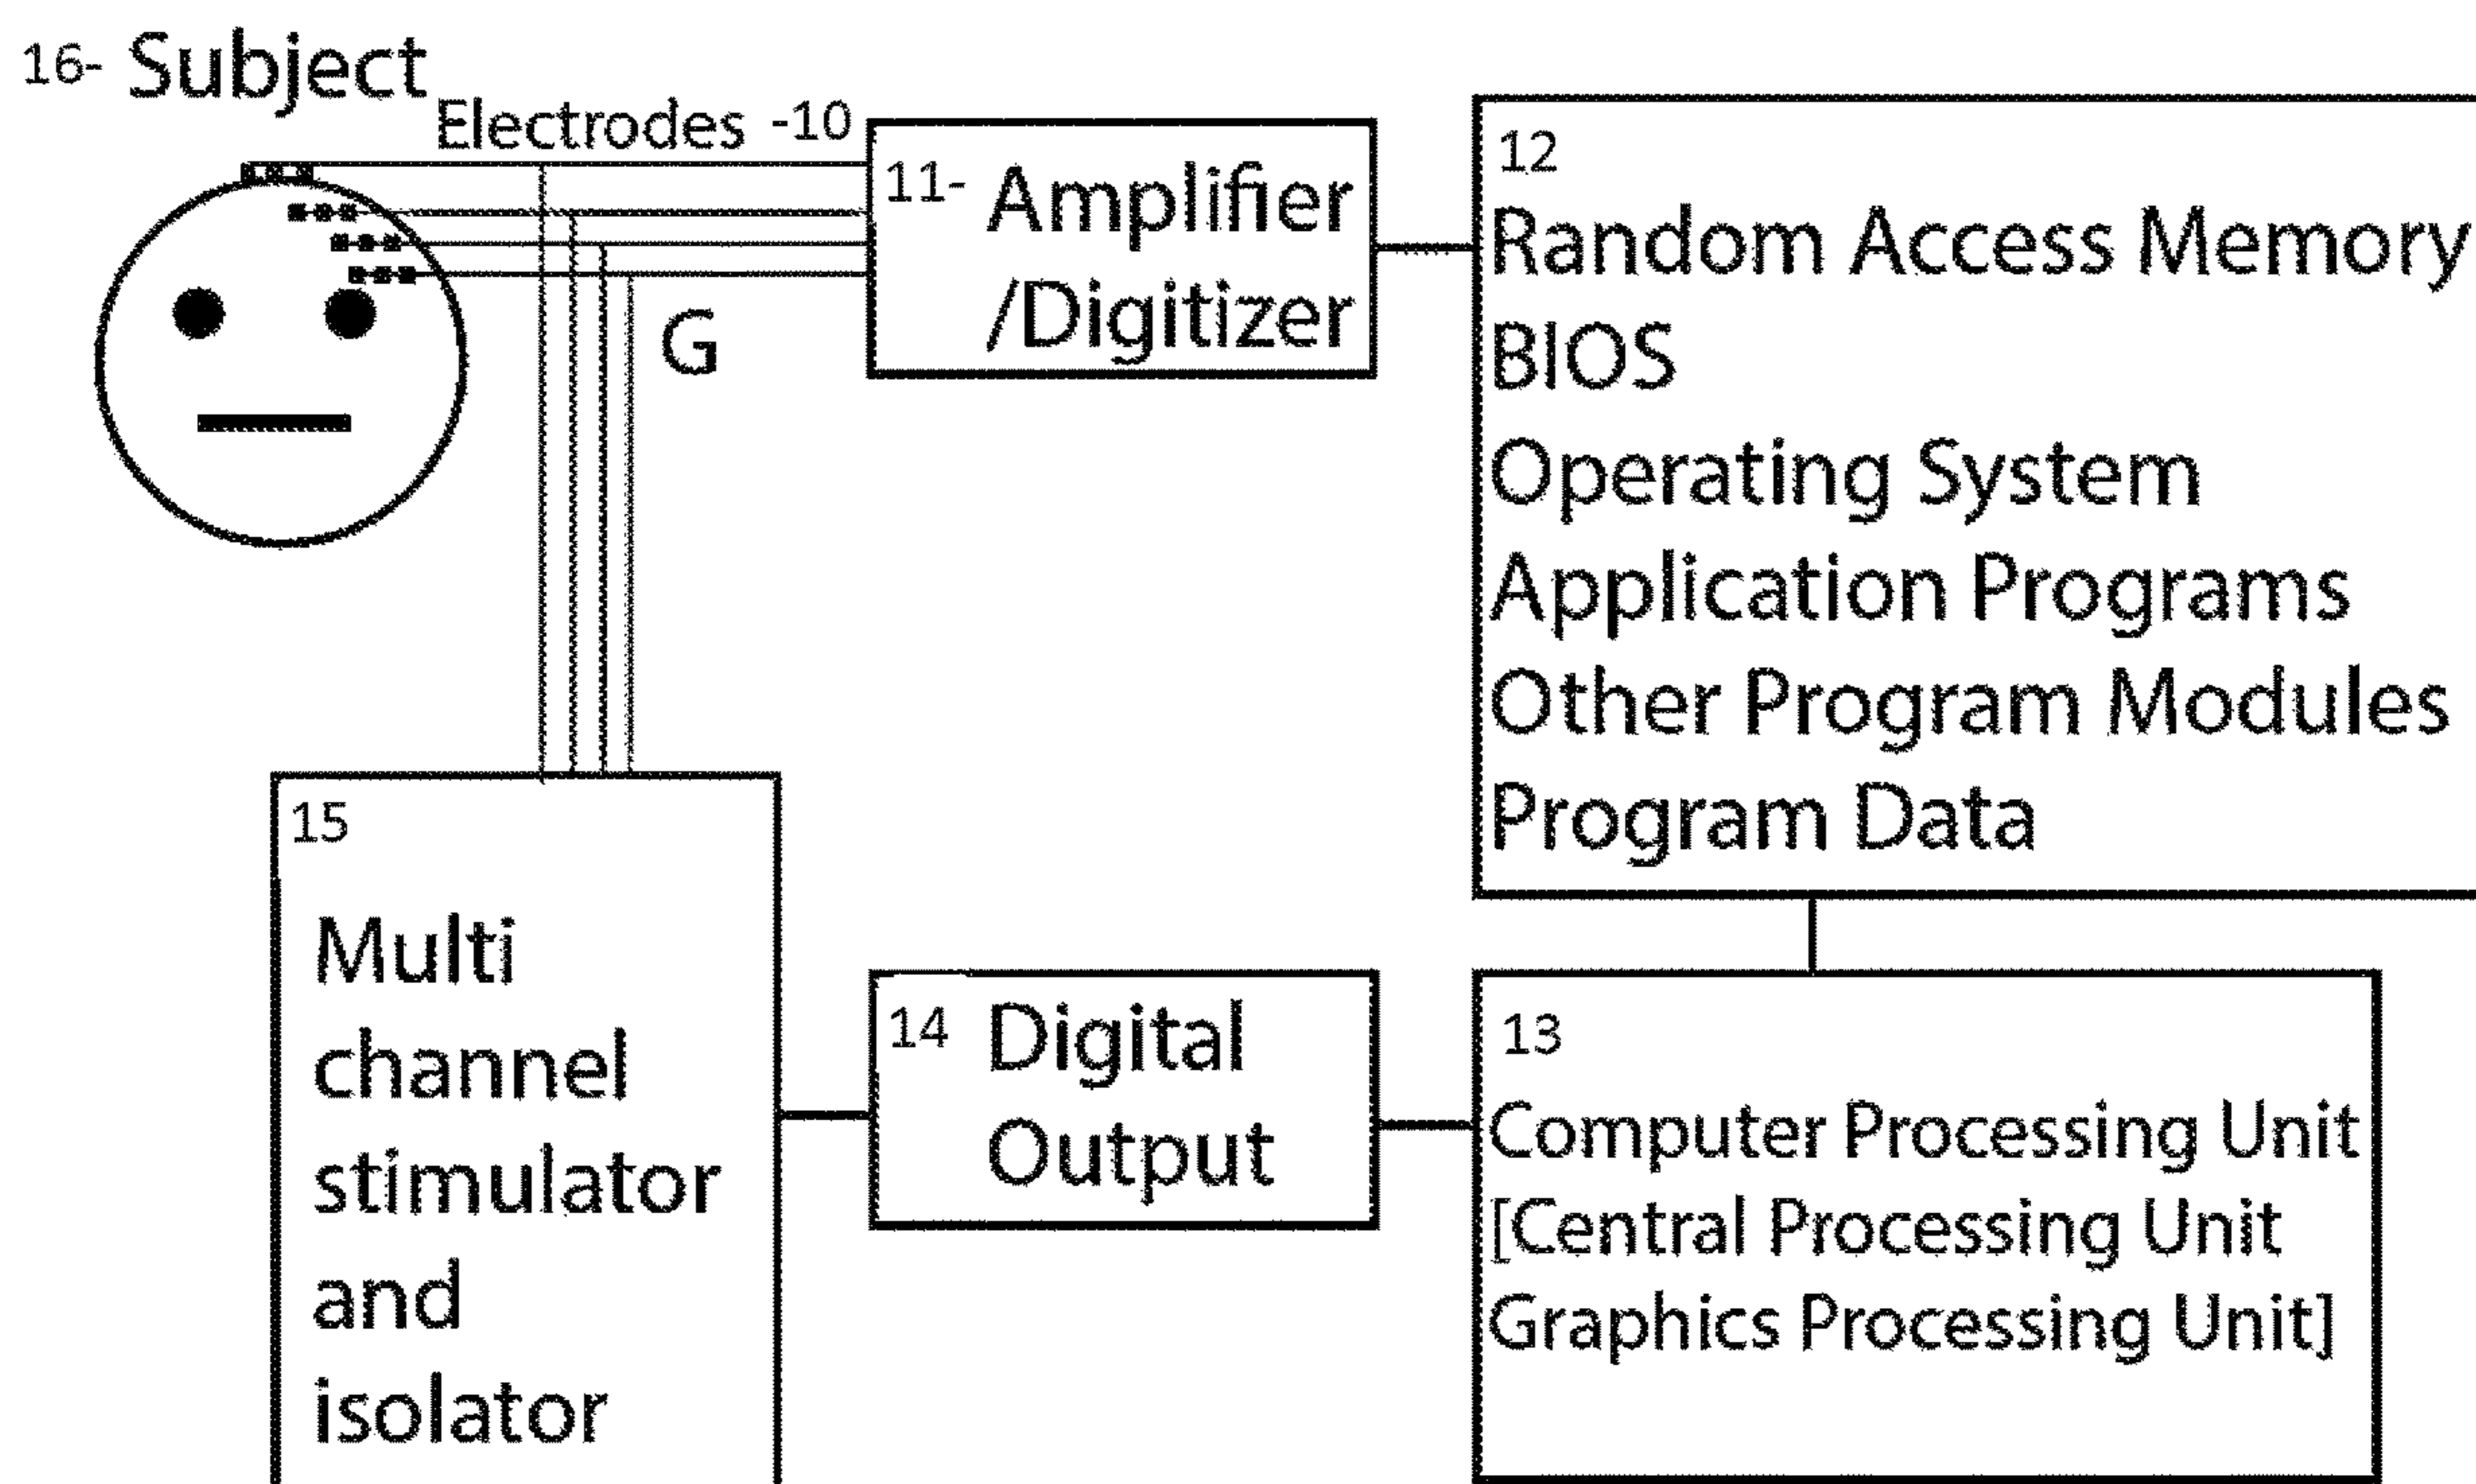 16- Subject
Electrodes -10
11- Amplifier
/Digitizer
G
12
Random Access Memory
BIOS
Operating System
Application Programs
Other Program Modules
Program Data
15
Multi
channel
stimulator
and
isolator
14 Digital
Output
13
Computer Processing Unit
[Central Processing Unit
Graphics Processing Unit]